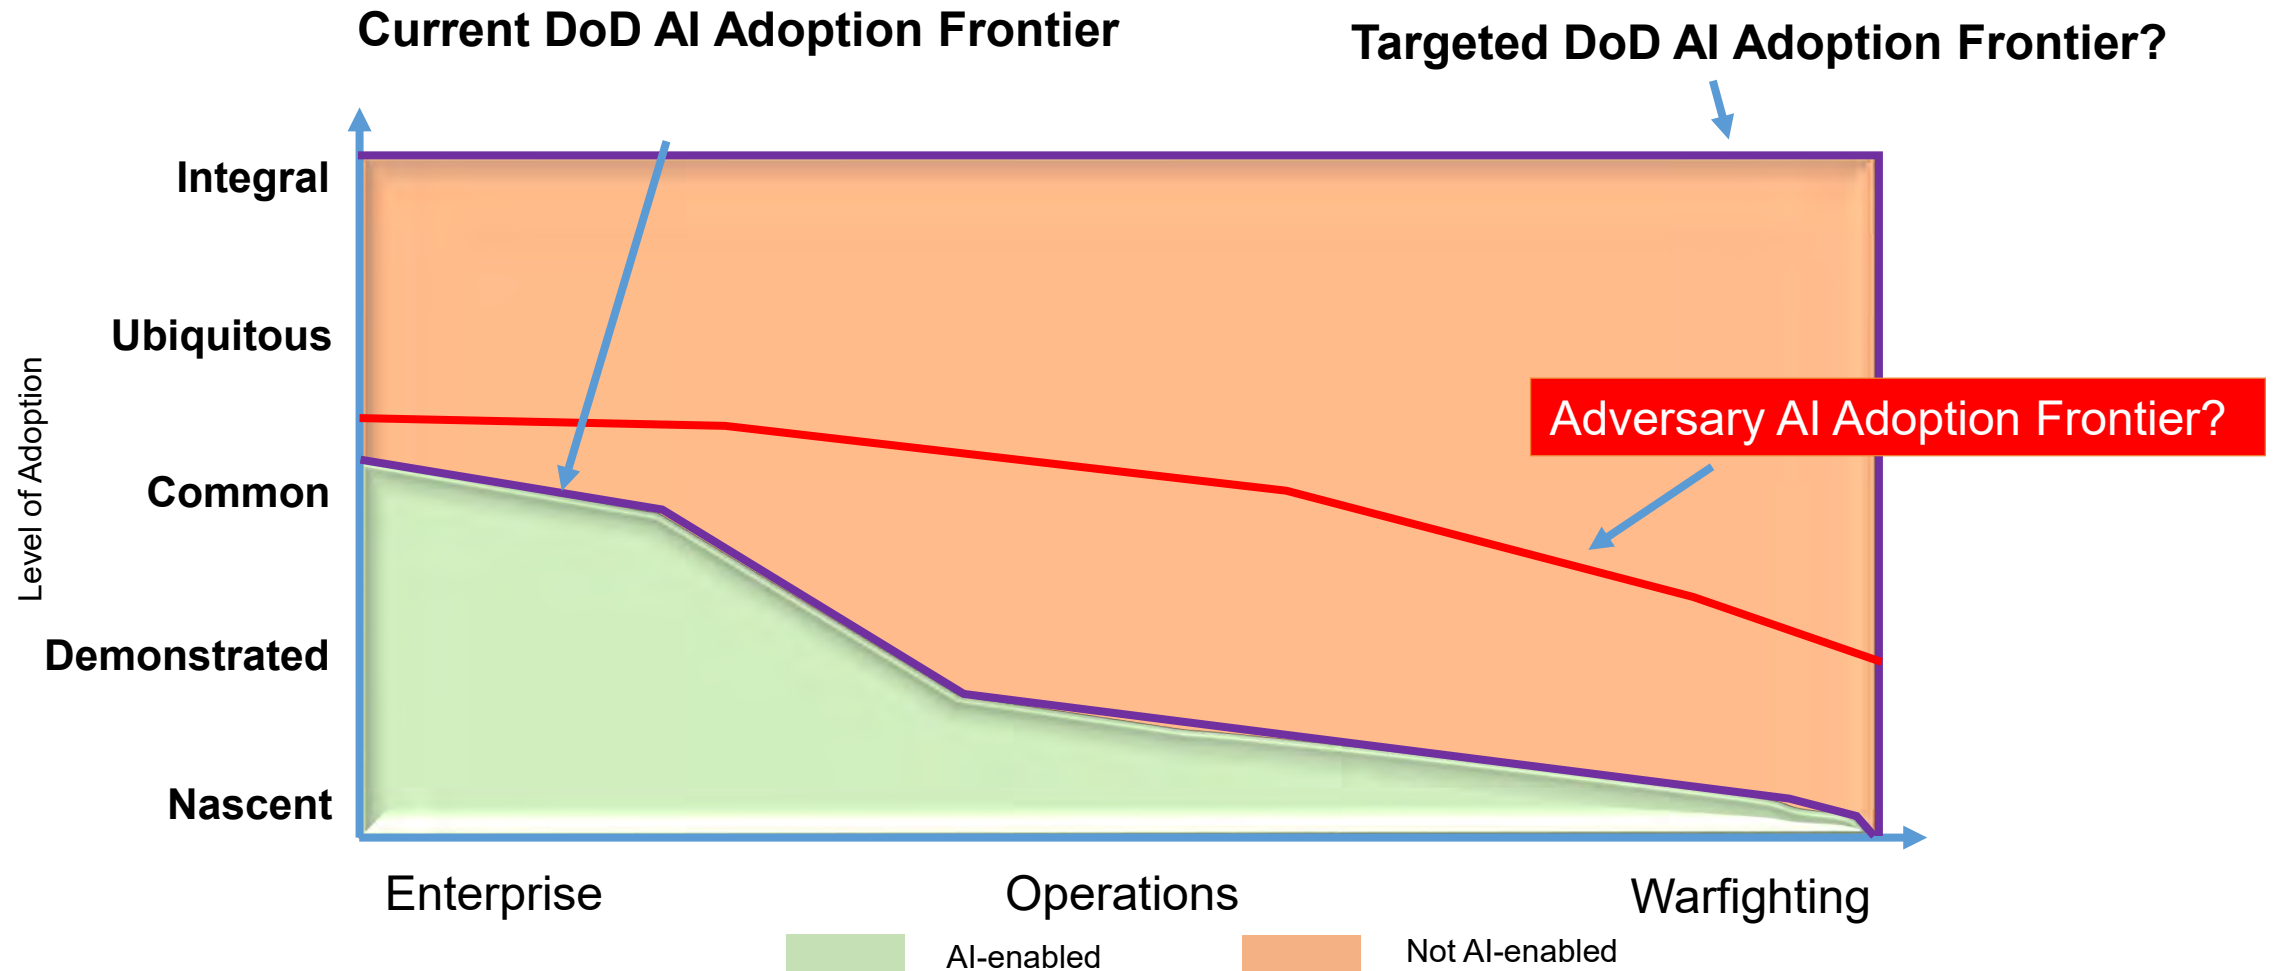 Current DoD AI Adoption Frontier
Targeted DoD AI Adoption Frontier?
Integral
Ubiquitous
Adversary AI Adoption Frontier?
Level of Adoption
Common
Demonstrated
Nascent
Enterprise
Operations
Warfighting
AI-enabled
Not AI-enabled